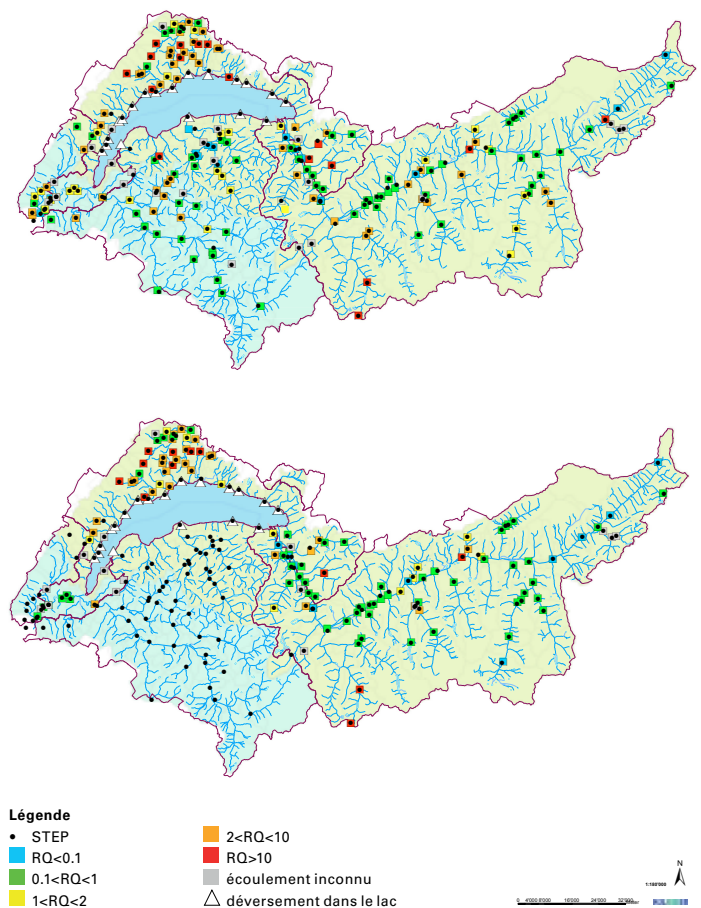 Légende
STEP
RQ<0.1
0.1<RQ<1
1<RQ<2
2<RQ<10
RQ>10
écoulement inconnu
déversement dans le lac
N